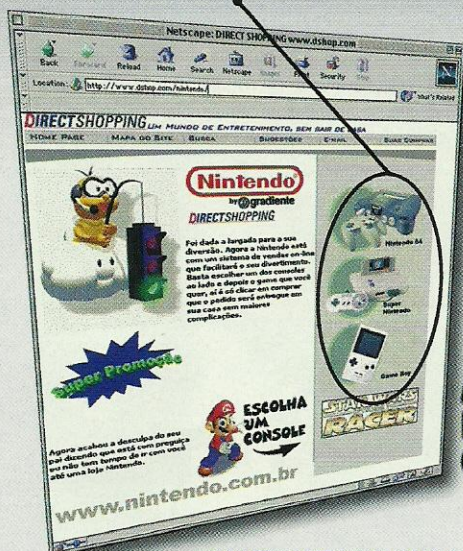 Netscape: DIRECT SHOPPING www.dshop.com
Back Forward Reload Home Search Netscape Images Print Security Stop
Location: http://www.dshop.com/nintendo/ What's Related
DIRECTSHOPPING UM MUNDO DE ENTRETENIMENTO, SEM SAIR DE CASA
HOME PAGE MAPA DO SITE BUSCA SUGESTÕES E-MAIL SUAS COMPRAS
Nintendo
by gradiente
DIRECTSHOPPING
Foi dada a largada para a sua
diversão. Agora a Nintendo está
com um sistema de vendas on-line
que facilitará o seu divertimento.
Basta escolher um dos consoles
ao lado e depois o game que você
quer, aí é só clicar em comprar
que o pedido será entregue em
sua casa sem maiores
complicações.
Nintendo 64
Super
Nintendo
Game Boy
Super Promoção
ESCOLHA
UM
CONSOLE
STAR WARS
RACER
Agora acabou a desculpa do seu
pai dizendo que está com preguiça
ou não tem tempo de ir com você
até uma loja Nintendo.
www.nintendo.com.br